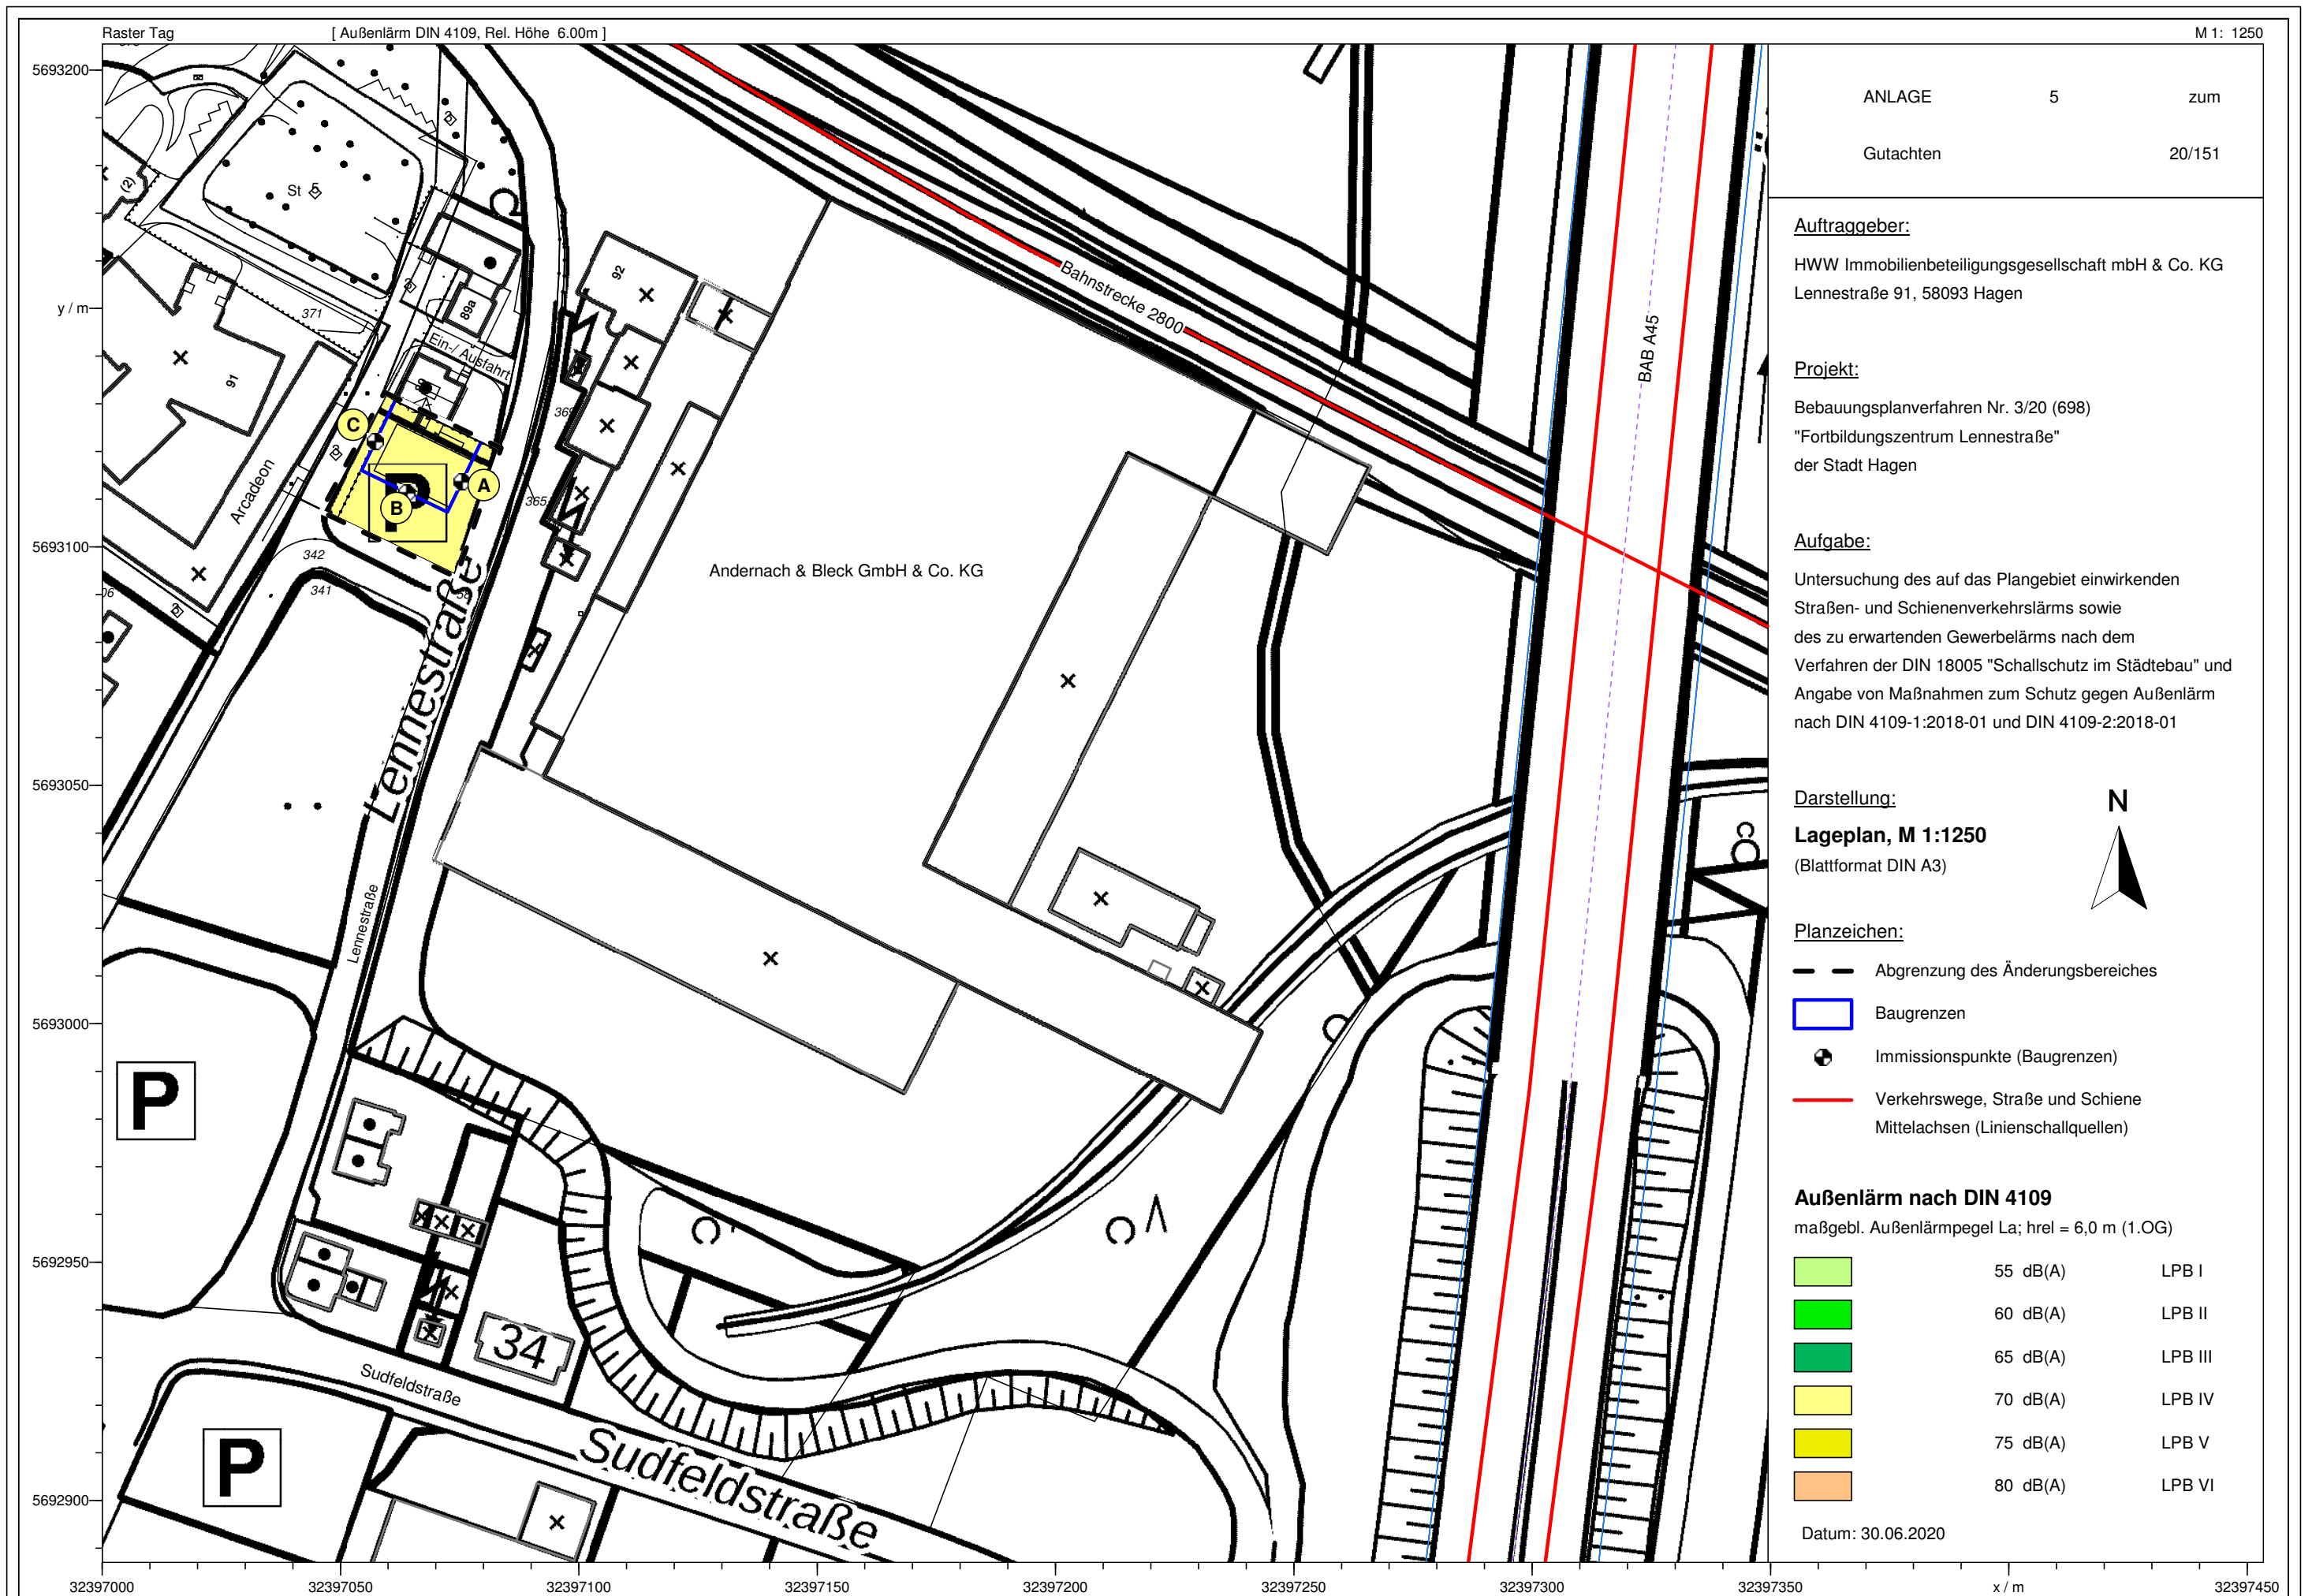 Raster Tag
[ Außenlärm DIN 4109, Rel. Höhe 6.00m ]
M 1: 1250
5693200
y / m
5693100
5693050
5693000
5692950
5692900
32397000
32397050
32397100
32397150
32397200
32397250
32397300
32397350
x / m
32397450
(2)
St
5
371
91
Arcadeon
342
341
92
89a
Ein-/ Ausfahrt
365
C
A
B
P
Lennestraße
Lennestraße
Bahnstrecke 2800
BAB A45
Andernach & Bleck GmbH & Co. KG
P
34
Sudfeldstraße
P
Sudfeldstraße
ANLAGE 5 zum
Gutachten 20/151
Auftraggeber:
HWW Immobilienbeteiligungsgesellschaft mbH & Co. KG
Lennestraße 91, 58093 Hagen
Projekt:
Bebauungsplanverfahren Nr. 3/20 (698)
"Fortbildungszentrum Lennestraße"
der Stadt Hagen
Aufgabe:
Untersuchung des auf das Plangebiet einwirkenden
Straßen- und Schienenverkehrslärms sowie
des zu erwartenden Gewerbelärms nach dem
Verfahren der DIN 18005 "Schallschutz im Städtebau" und
Angabe von Maßnahmen zum Schutz gegen Außenlärm
nach DIN 4109-1:2018-01 und DIN 4109-2:2018-01
Darstellung:
N
Lageplan, M 1:1250
(Blattformat DIN A3)
Planzeichen:
Abgrenzung des Änderungsbereiches
Baugrenzen
Immissionspunkte (Baugrenzen)
Verkehrswege, Straße und Schiene
Mittelachsen (Linienschallquellen)
Außenlärm nach DIN 4109
maßgebl. Außenlärmpegel La; hrel = 6,0 m (1.OG)
55 dB(A) LPB I
60 dB(A) LPB II
65 dB(A) LPB III
70 dB(A) LPB IV
75 dB(A) LPB V
80 dB(A) LPB VI
Datum: 30.06.2020